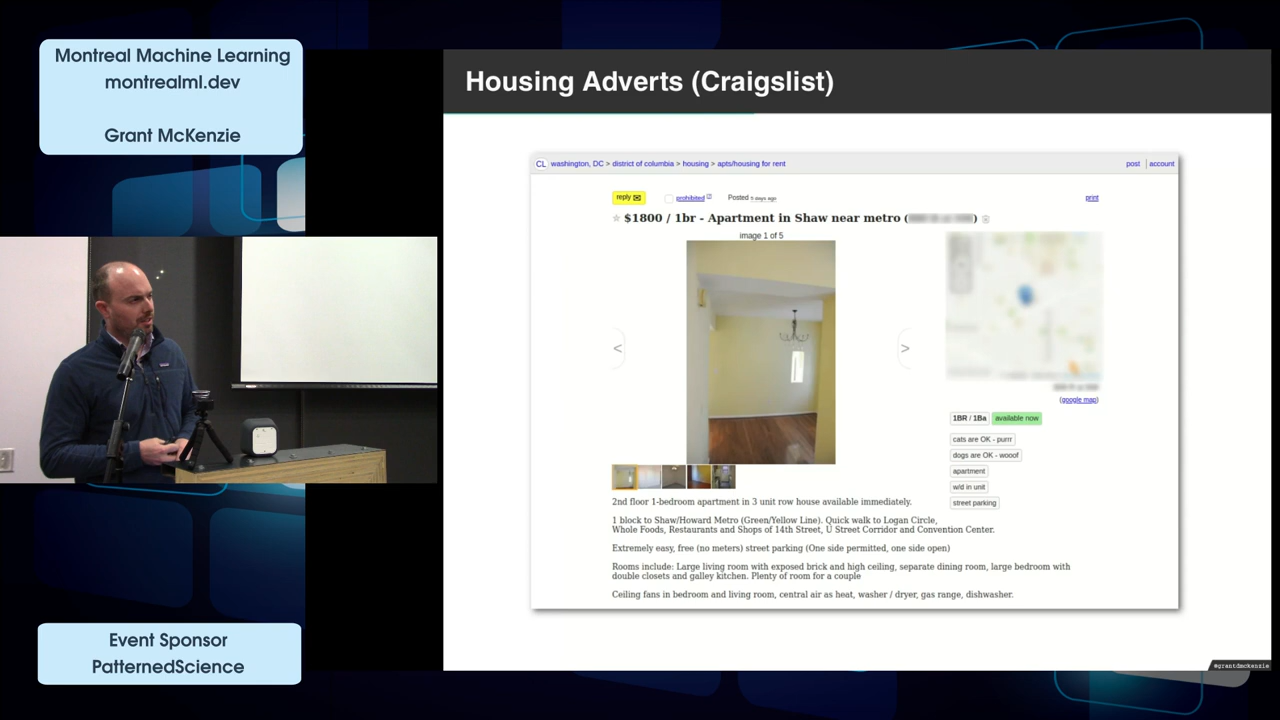 Montreal Machine Learning
montrealml.dev
Grant McKenzie
Housing Adverts (Craigslist)
CL washington, DC > district of columbia > housing > apts/housing for rent
post account
reply prohibited [?] Posted 9 days ago print
$1800 / 1br - Apartment in Shaw near metro (
image 1 of 5
< >
(google map)
1BR / 1Ba available now
cats are OK - purrr
dogs are OK - wooof
apartment
w/d in unit
street parking
2nd floor 1-bedroom apartment in 3 unit row house available immediately.
1 block to Shaw/Howard Metro (Green/Yellow Line). Quick walk to Logan Circle,
Whole Foods, Restaurants and Shops of 14th Street, U Street Corridor and Convention Center.
Extremely easy, free (no meters) street parking (One side permitted, one side open)
Rooms include: Large living room with exposed brick and high ceiling, separate dining room, large bedroom with
double closets and galley kitchen. Plenty of room for a couple
Ceiling fans in bedroom and living room, central air as heat, washer / dryer, gas range, dishwasher.
@grantdmckenzie
Event Sponsor
PatternedScience